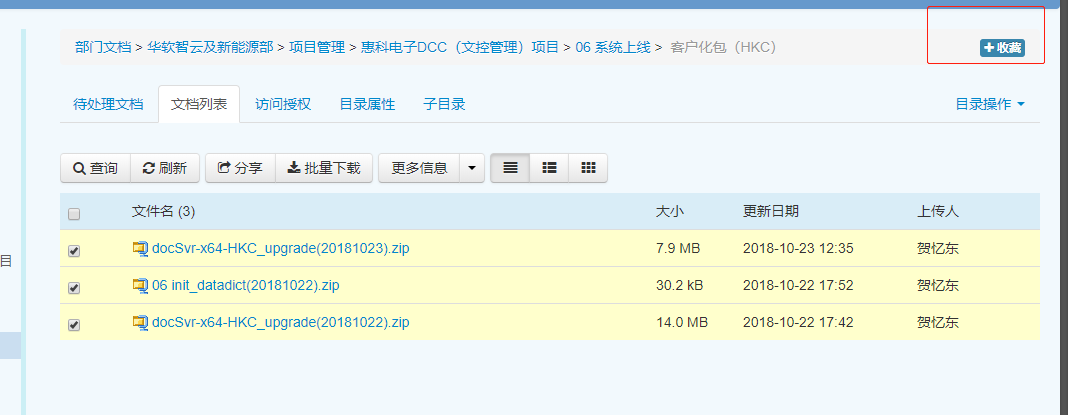 部门文档 > 华软智云及新能源部 > 项目管理 > 惠科电子DCC（文控管理）项目 > 06 系统上线 > 客户化包（HKC）
收藏
待处理文档 文档列表 访问授权 目录属性 子目录 目录操作
查询 刷新 分享 批量下载 更多信息
文件名 (3) 大小 更新日期 上传人
目
docSvr-x64-HKC_upgrade(20181023).zip 7.9 MB 2018-10-23 12:35 贺忆东
06 init_datadict(20181022).zip 30.2 kB 2018-10-22 17:52 贺忆东
docSvr-x64-HKC_upgrade(20181022).zip 14.0 MB 2018-10-22 17:42 贺忆东